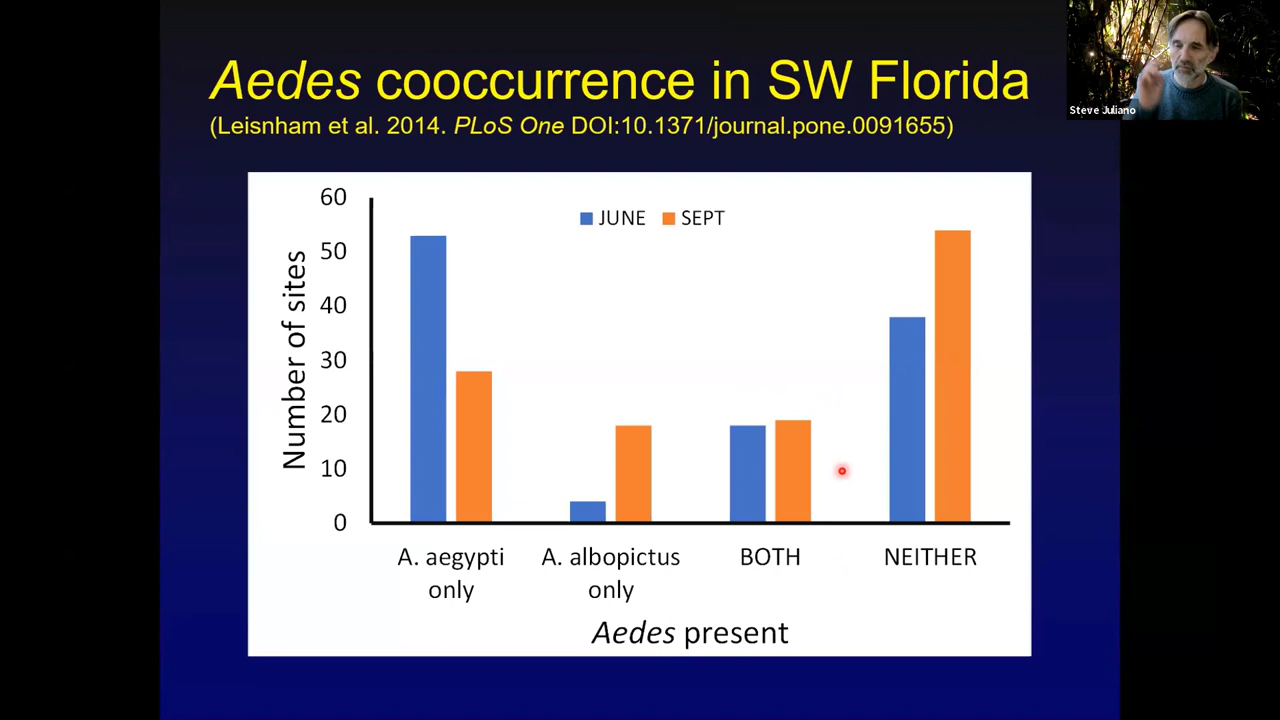 Aedes cooccurrence in SW Florida
(Leisnham et al. 2014. PLoS One DOI:10.1371/journal.pone.0091655)
Steve Juliano
JUNE SEPT
Number of sites
60
50
40
30
20
10
0
A. aegypti only
A. albopictus only
BOTH
NEITHER
Aedes present